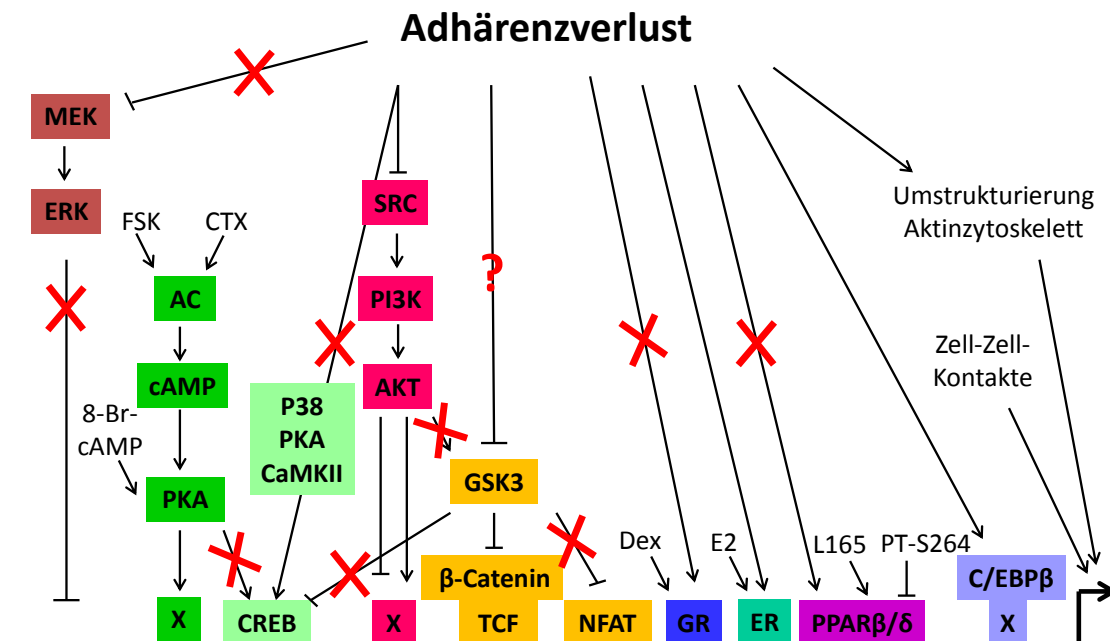 Adhärenzverlust
MEK
ERK
FSK
CTX
SRC
Umstrukturierung
Aktinzytoskelett
?
AC
PI3K
cAMP
AKT
Zell-Zell-
Kontakte
8-Br-
cAMP
P38
PKA
CaMKII
PKA
GSK3
Dex
E2
L165
PT-S264
β-Catenin
C/EBPβ
X
CREB
X
TCF
NFAT
GR
ER
PPARβ/δ
X